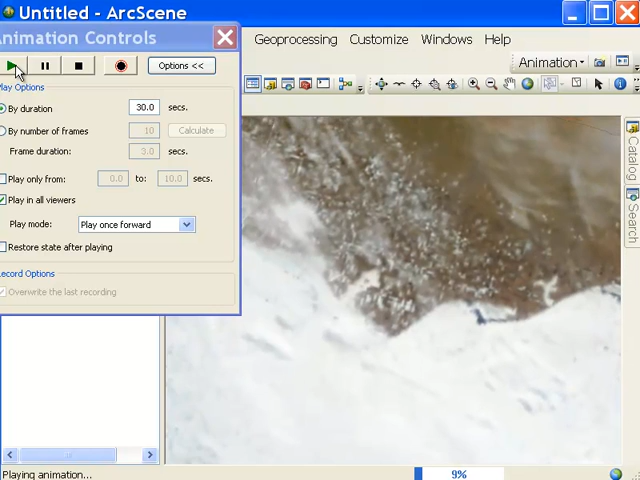 Untitled - ArcScene
Animation Controls
Geoprocessing Customize Windows Help
Options <<
Animation
Play Options
By duration 30.0 secs.
By number of frames 10 Calculate
Frame duration: 3.0 secs.
Play only from: 0.0 to: 10.0 secs.
Play in all viewers
Play mode: Play once forward
Restore state after playing
Record Options
Overwrite the last recording
Catalog
Search
Playing animation...
9%